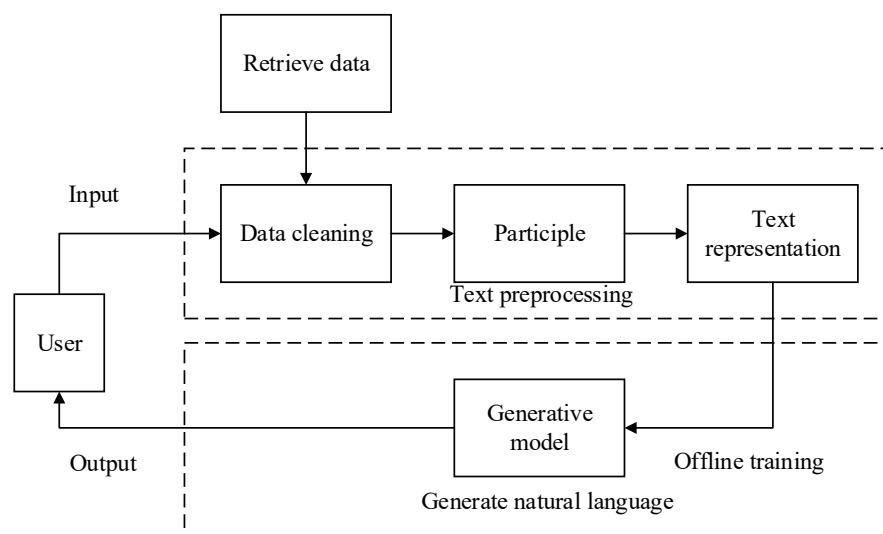 Retrieve data
Input
Data cleaning
Participle
Text
representation
Text preprocessing
User
Generative
model
Output
Offline training
Generate natural language